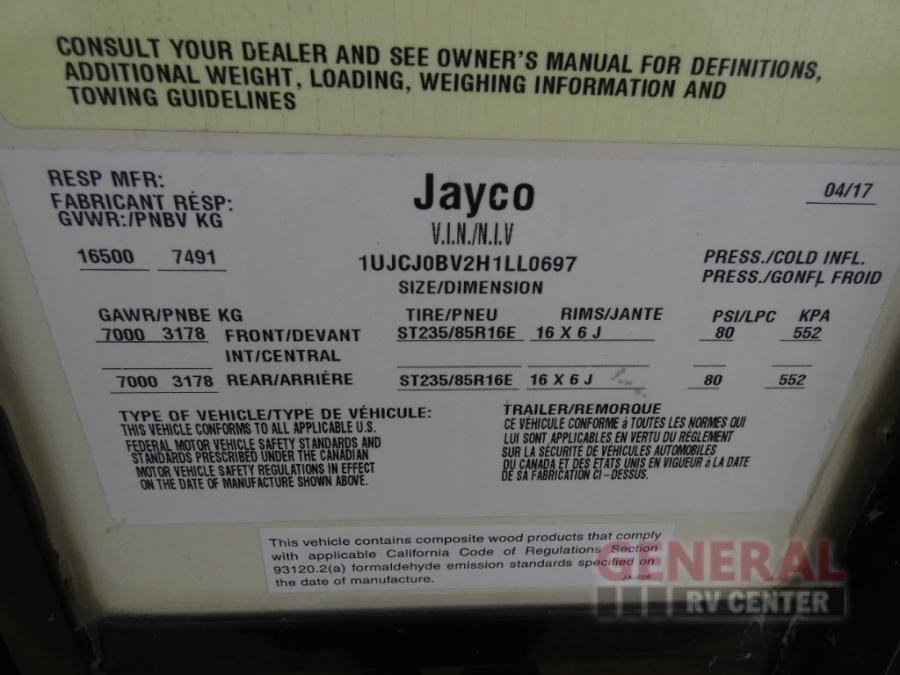 CONSULT YOUR DEALER AND SEE OWNER'S MANUAL FOR DEFINITIONS,
ADDITIONAL WEIGHT, LOADING, WEIGHING INFORMATION AND
TOWING GUIDELINES
RESP MFR:
FABRICANT RÉSP:
GVWR:/PNBV KG
Jayco
04/17
V.I.N./N.I.V
16500 7491
1UJCJ0BV2H1LL0697
PRESS./COLD INFL.
PRESS./GONFL FROID
SIZE/DIMENSION
GAWR/PNBE KG TIRE/PNEU RIMS/JANTE PSI/LPC KPA
7000 3178 FRONT/DEVANT ST235/85R16E 16 X 6 J 80 552
INT/CENTRAL
7000 3178 REAR/ARRIÈRE ST235/85R16E 16 X 6 J 80 552
TYPE OF VEHICLE/TYPE DE VÉHICULE: TRAILER/REMORQUE
THIS VEHICLE CONFORMS TO ALL APPLICABLE U.S.
FEDERAL MOTOR VEHICLE SAFETY STANDARDS AND
STANDARDS PRESCRIBED UNDER THE CANADIAN
MOTOR VEHICLE SAFETY REGULATIONS IN EFFECT
ON THE DATE OF MANUFACTURE SHOWN ABOVE.
CE VÉHICULE CONFORME à TOUTES LES NORMES QUI
LUI SONT APPLICABLES EN VERTU DU RÈGLEMENT
SUR LA SÉCURITÉ DE VÉHICULES AUTOMOBILES
DU CANADA ET DES ÉTATS UNIS EN VIGUEUR à LA DATE
DE SA FABRICATION CI-DESSUS.
This vehicle contains composite wood products that comply
with applicable California Code of Regulations Section
93120.2(a) formaldehyde emission standards specified on
the date of manufacture.
JA-028
GENERAL
RV CENTER